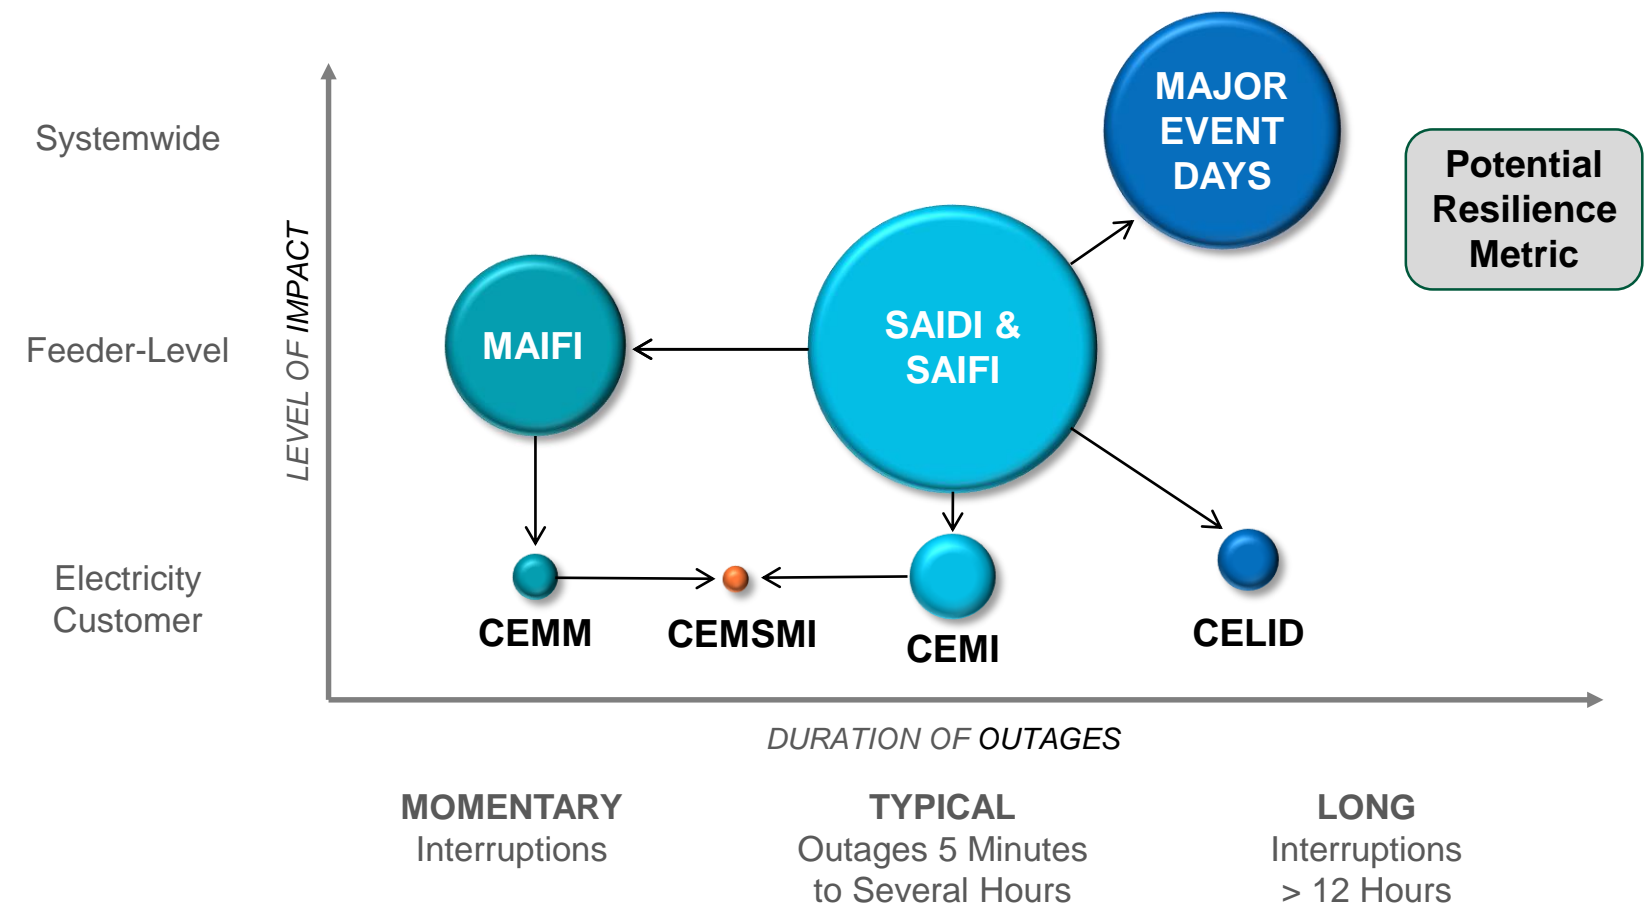 MAJOR
EVENT
DAYS
Systemwide
Potential
Resilience
Metric
LEVEL OF IMPACT
SAIDI &
SAIFI
MAIFI
Feeder-Level
Electricity
Customer
CEMM
CEMSMI
CEMI
CELID
DURATION OF OUTAGES
MOMENTARY
Interruptions
TYPICAL
Outages 5 Minutes
to Several Hours
LONG
Interruptions
> 12 Hours